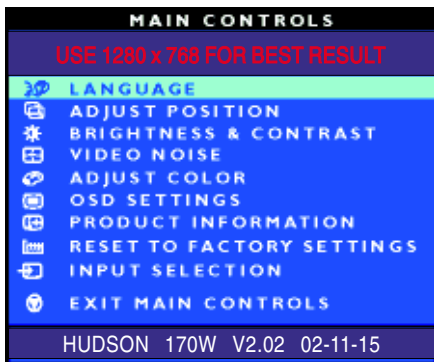 MAIN CONTROLS
USE 1280 x 768 FOR BEST RESULT
LANGUAGE
ADJUST POSITION
BRIGHTNESS & CONTRAST
VIDEO NOISE
ADJUST COLOR
OSD SETTINGS
PRODUCT INFORMATION
RESET TO FACTORY SETTINGS
INPUT SELECTION
EXIT MAIN CONTROLS
HUDSON 170W V2.02 02-11-15